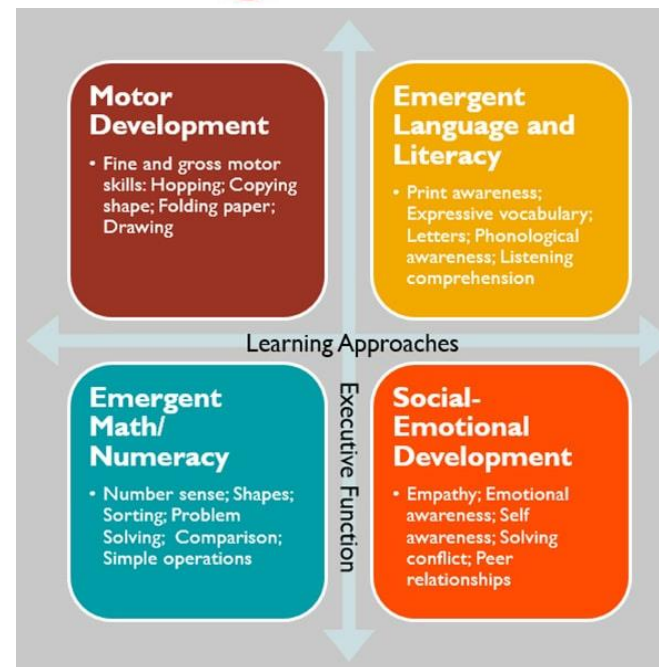 Motor
Development
• Fine and gross motor
skills: Hopping; Copying
shape; Folding paper;
Drawing
Emergent
Language and
Literacy
• Print awareness;
Expressive vocabulary;
Letters; Phonological
awareness; Listening
comprehension
Learning Approaches
Executive Function
Emergent
Math/
Numeracy
• Number sense; Shapes;
Sorting; Problem
Solving; Comparison;
Simple operations
Social-
Emotional
Development
• Empathy; Emotional
awareness; Self
awareness; Solving
conflict; Peer
relationships